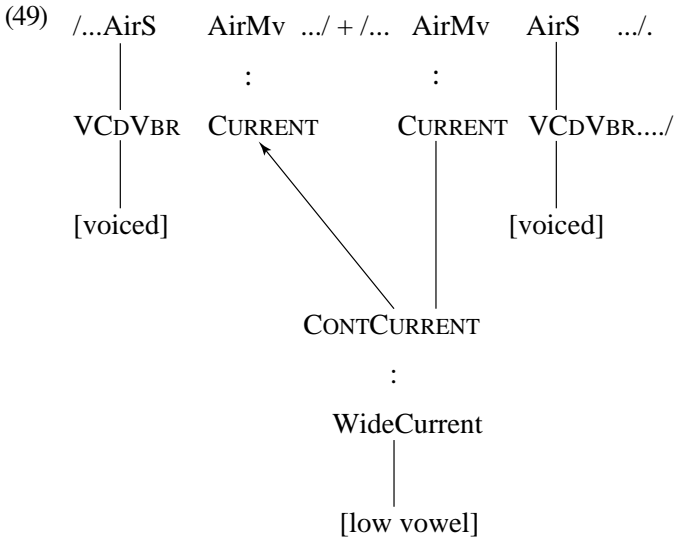 (49) /...AirS AirMv .../ + /... AirMv AirS .../.
: :
VCDVBR CURRENT CURRENT VCDVBR..../
[voiced] [voiced]
CONTCURRENT
:
WideCurrent
[low vowel]